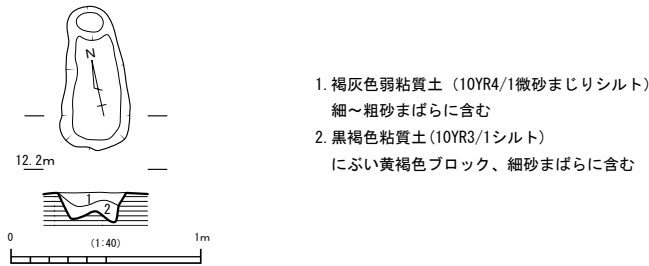 N
12.2m
1
2
0
1m
(1:40)
1. 褐灰色弱粘質土（10YR4/1微砂まじりシルト）
細～粗砂まばらに含む
2. 黒褐色粘質土(10YR3/1シルト)
にぶい黄褐色ブロック、細砂まばらに含む